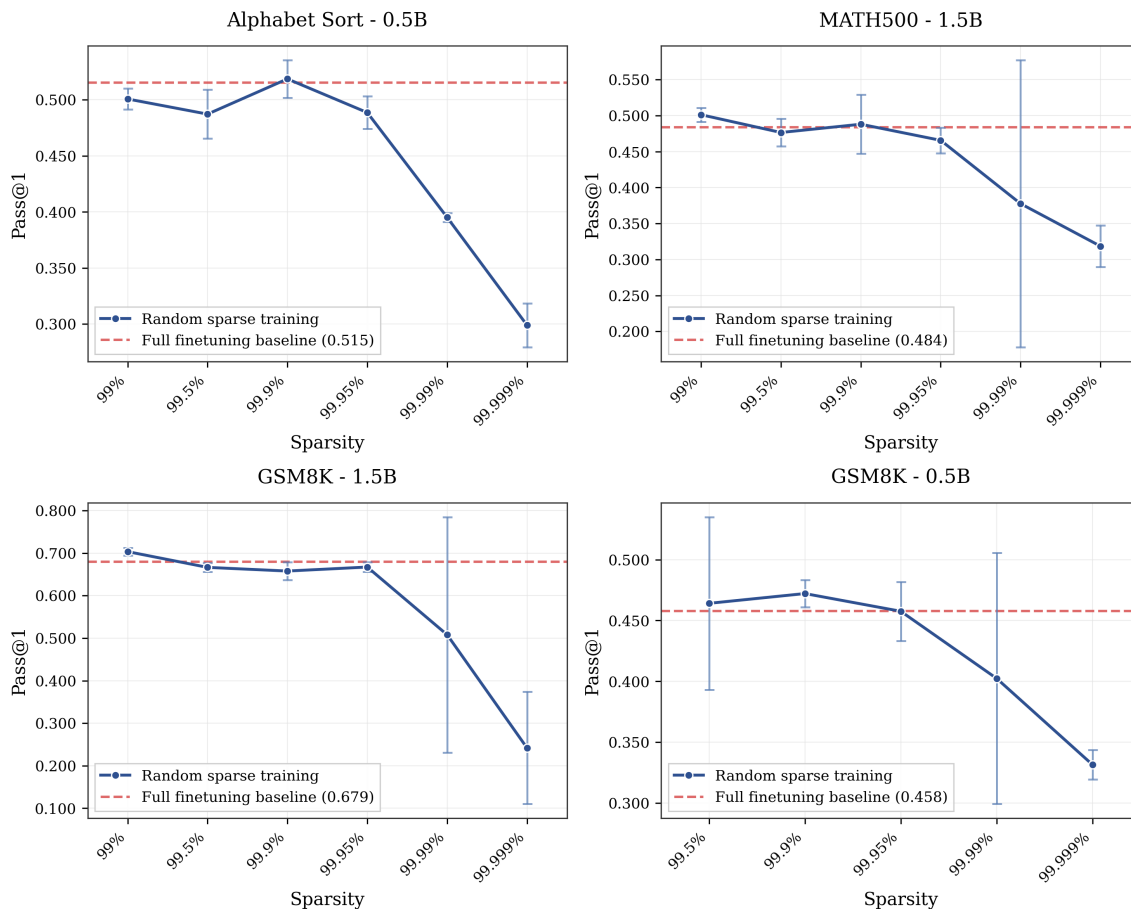 Alphabet Sort - 0.5B
Pass@1
0.500
0.450
0.400
0.350
0.300
Random sparse training
Full finetuning baseline (0.515)
99%
99.5%
99.9%
99.95%
99.99%
99.999%
Sparsity
MATH500 - 1.5B
Pass@1
0.550
0.500
0.450
0.400
0.350
0.300
0.250
0.200
Random sparse training
Full finetuning baseline (0.484)
99%
99.5%
99.9%
99.95%
99.99%
99.999%
Sparsity
GSM8K - 1.5B
Pass@1
0.800
0.700
0.600
0.500
0.400
0.300
0.200
0.100
Random sparse training
Full finetuning baseline (0.679)
99%
99.5%
99.9%
99.95%
99.99%
99.999%
Sparsity
GSM8K - 0.5B
Pass@1
0.500
0.450
0.400
0.350
0.300
Random sparse training
Full finetuning baseline (0.458)
99.5%
99.9%
99.95%
99.99%
99.999%
Sparsity